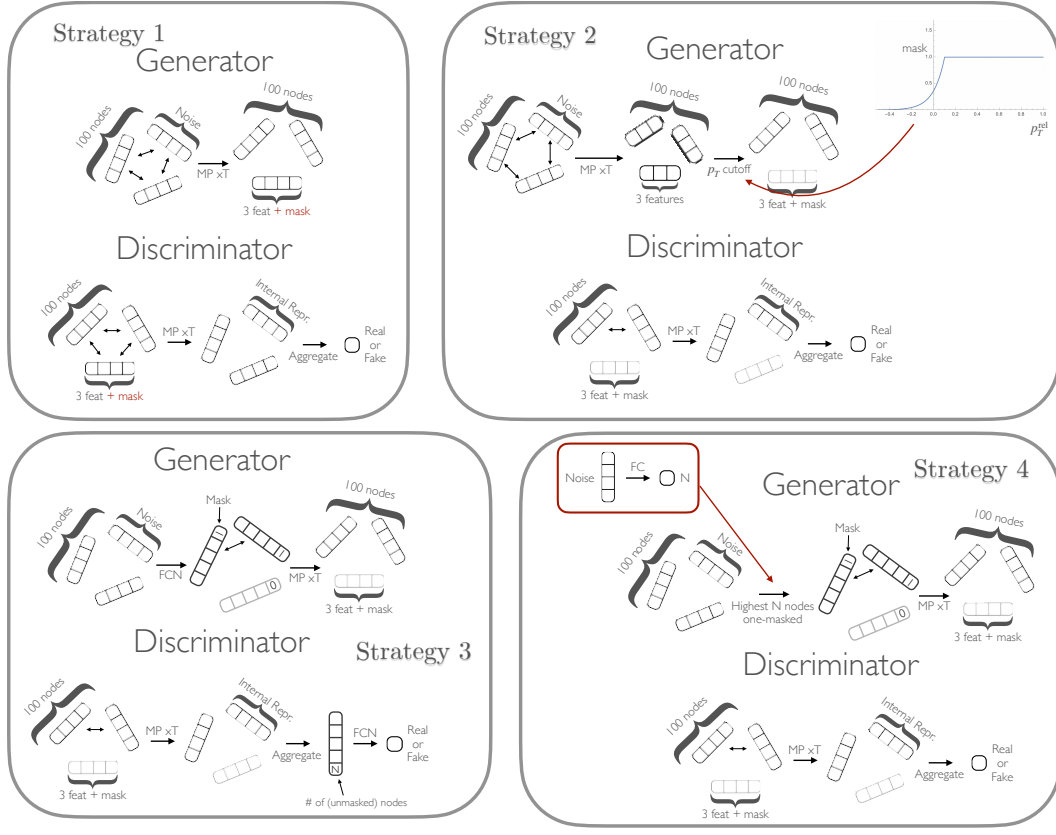 Strategy 1
Generator
100 nodes
Noise
100 nodes
MP xT
3 feat + mask
Discriminator
100 nodes
Internal Repr.
MP xT
Aggregate
Real
or
Fake
3 feat + mask
Strategy 2
Generator
mask
1.5
1.0
0.5
-0.4
-0.2
0.0
0.2
0.4
0.6
0.8
1.0
p_T^rel
100 nodes
Noise
100 nodes
100 nodes
MP xT
p_T cutoff
3 features
3 feat + mask
Discriminator
100 nodes
Internal Repr.
MP xT
Aggregate
Real
or
Fake
3 feat + mask
Generator
100 nodes
Noise
Mask
100 nodes
FCN
0
MP xT
3 feat + mask
Discriminator
Strategy 3
100 nodes
Internal Repr.
MP xT
Aggregate
FCN
Real
or
Fake
N
3 feat + mask
# of (unmasked) nodes
Noise
FC
N
Strategy 4
Generator
100 nodes
Noise
Mask
100 nodes
Highest N nodes
one-masked
0
MP xT
3 feat + mask
Discriminator
100 nodes
Internal Repr.
MP xT
Aggregate
Real
or
Fake
3 feat + mask